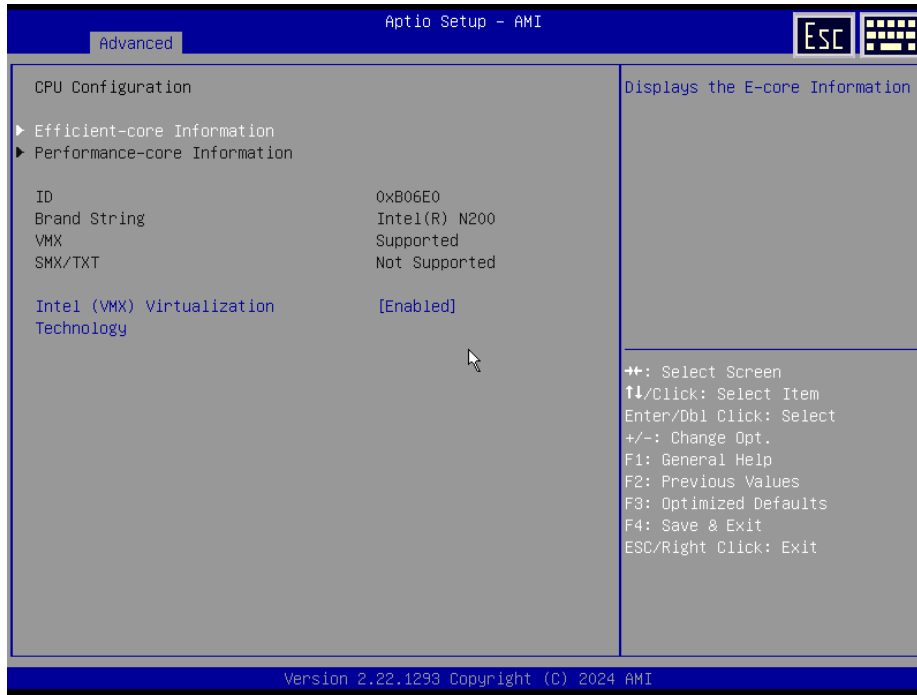 Aptio Setup - AMI
Advanced
Esc
CPU Configuration
Efficient-core Information
Performance-core Information
ID 0xB06E0
Brand String Intel(R) N200
VMX Supported
SMX/TXT Not Supported
Intel (VMX) Virtualization [Enabled]
Technology
Displays the E-core Information
→←: Select Screen
↑↓/Click: Select Item
Enter/Dbl Click: Select
+/-: Change Opt.
F1: General Help
F2: Previous Values
F3: Optimized Defaults
F4: Save & Exit
ESC/Right Click: Exit
Version 2.22.1293 Copyright (C) 2024 AMI